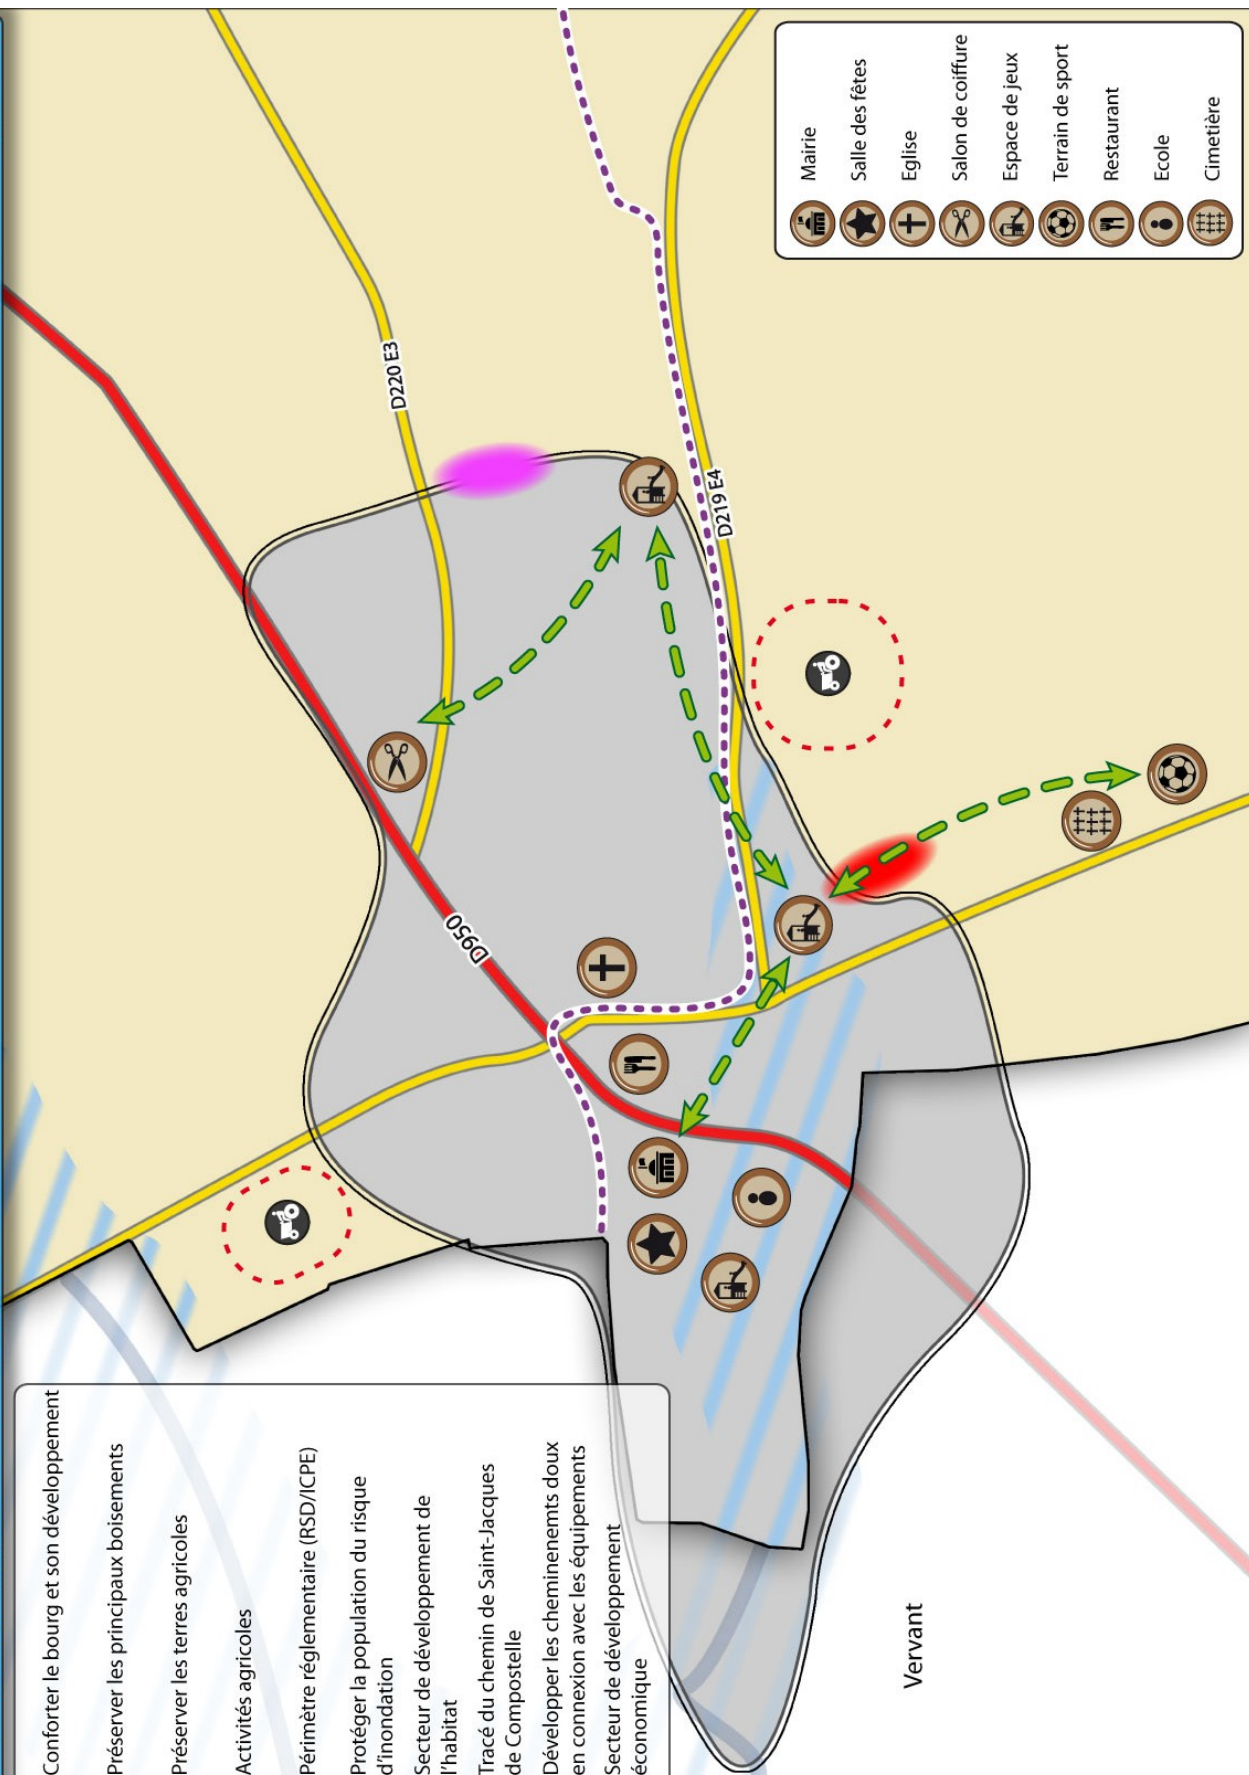 Conforter le bourg et son développement
Préserver les principaux boisements
Préserver les terres agricoles
Activités agricoles
Périmètre réglementaire (RSD/ICPE)
Protéger la population du risque
d'inondation
Secteur de développement de
l'habitat
Tracé du chemin de Saint-Jacques
de Compostelle
Développer les cheminenemts doux
en connexion avec les équipements
Secteur de développement
économique
Vervant
D950
D220 E3
D219 E4
Mairie
Salle des fêtes
Eglise
Salon de coiffure
Espace de jeux
Terrain de sport
Restaurant
Ecole
Cimetière